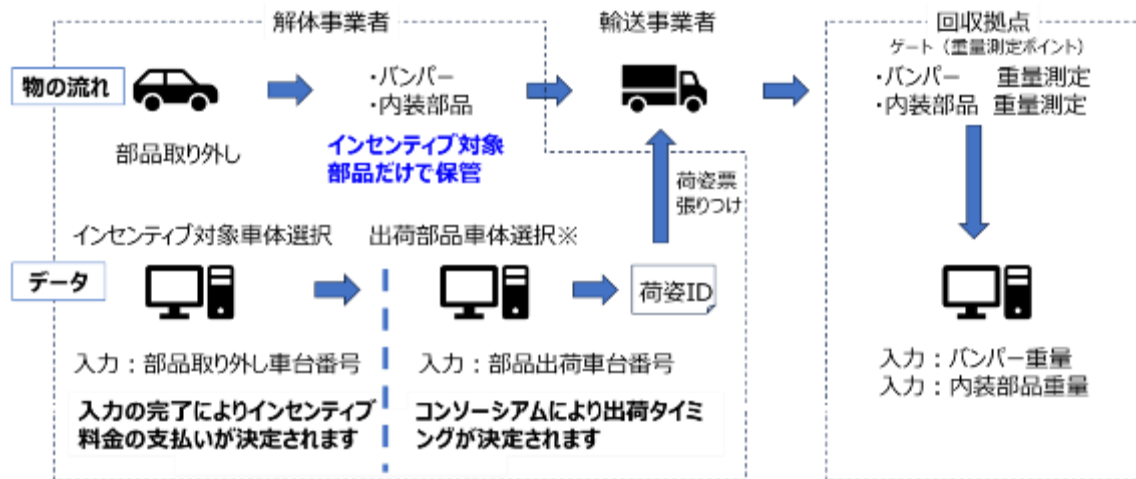 解体事業者
輸送事業者
回収拠点
ゲート（重量測定ポイント）
物の流れ
・バンパー
・内装部品
・バンパー 重量測定
・内装部品 重量測定
部品取り外し
インセンティブ対象
部品だけで保管
荷姿票
張りつけ
インセンティブ対象車体選択
出荷部品車体選択※
データ
荷姿ID
入力：部品取り外し車台番号
入力：部品出荷車台番号
入力：バンパー重量
入力：内装部品重量
入力の完了によりインセンティブ
料金の支払いが決定されます
コンソーシアムにより出荷タイミ
ングが決定されます